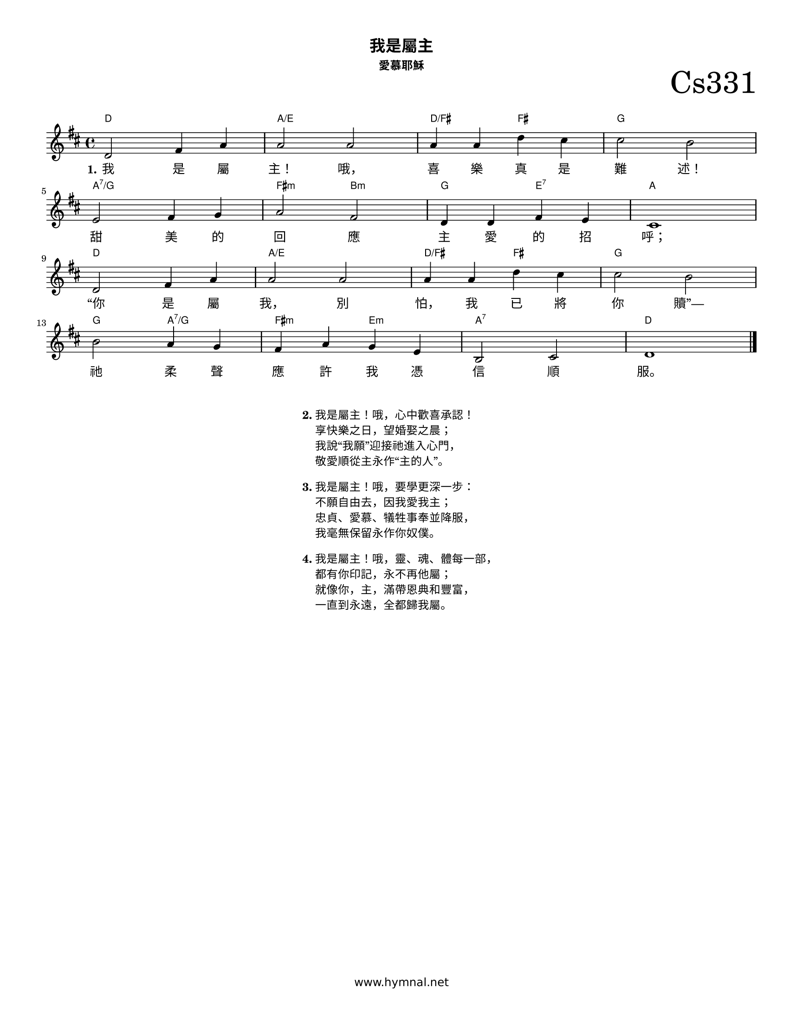 我是屬主
愛慕耶穌
Cs331
D A/E D/F♯ F♯ G
1. 我 是 屬 主！ 哦， 喜 樂 真 是 難 述！
5 A7/G F♯m Bm G E7 A
甜 美 的 回 應 主 愛 的 招 呼；
9 D A/E D/F♯ F♯ G
“你 是 屬 我， 別 怕， 我 已 將 你 贖”—
13 G A7/G F♯m Em A7 D
祂 柔 聲 應 許 我 憑 信 順 服。
2. 我是屬主！哦，心中歡喜承認！
享快樂之日，望婚娶之晨；
我說“我願”迎接祂進入心門，
敬愛順從主永作“主的人”。
3. 我是屬主！哦，要學更深一步：
不願自由去，因我愛我主；
忠貞、愛慕、犧牲事奉並降服，
我毫無保留永作你奴僕。
4. 我是屬主！哦，靈、魂、體每一部，
都有你印記，永不再他屬；
就像你，主，滿帶恩典和豐富，
一直到永遠，全都歸我屬。
www.hymnal.net